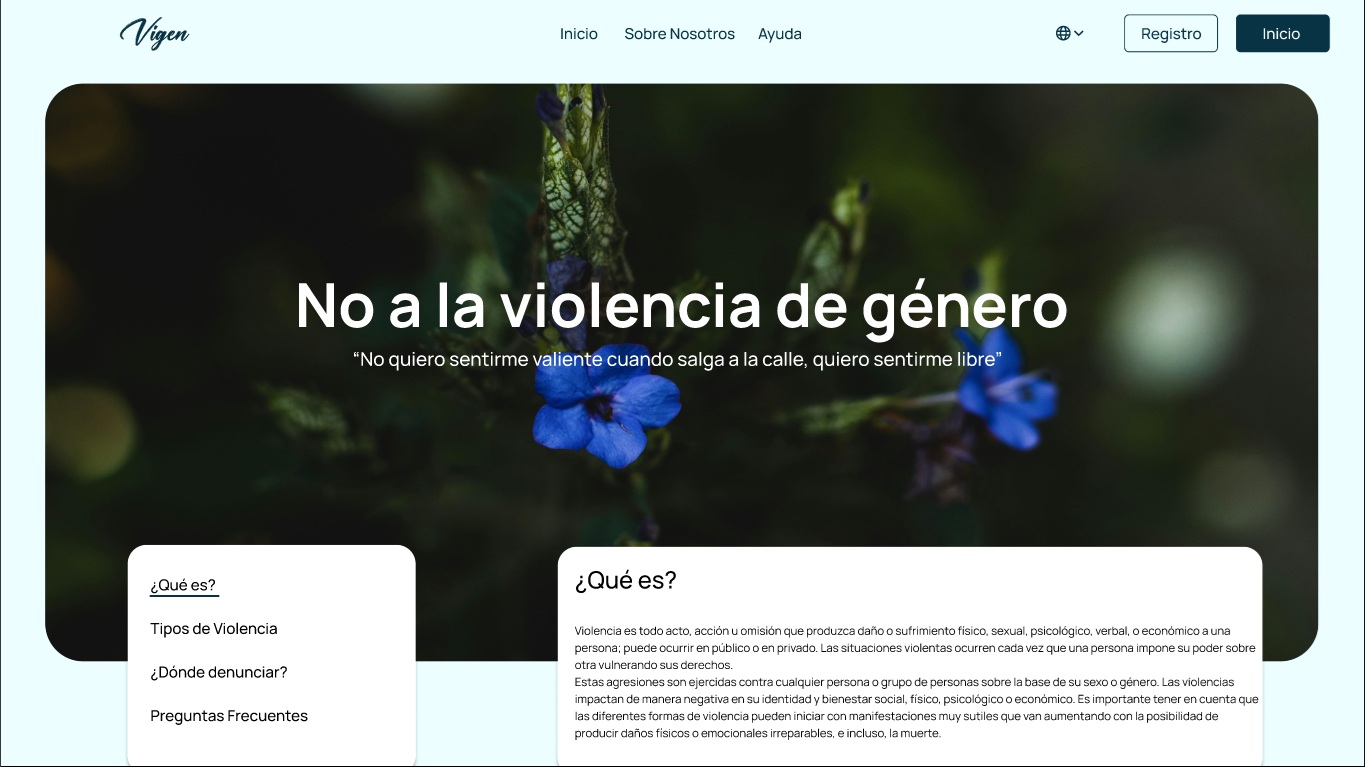 Vigen
Inicio
Sobre Nosotros
Ayuda
Registro
Inicio
No a la violencia de género
“No quiero sentirme valiente cuando salga a la calle, quiero sentirme libre”
¿Qué es?
Tipos de Violencia
¿Dónde denunciar?
Preguntas Frecuentes
¿Qué es?
Violencia es todo acto, acción u omisión que produzca daño o sufrimiento físico, sexual, psicológico, verbal, o económico a una
persona; puede ocurrir en público o en privado. Las situaciones violentas ocurren cada vez que una persona impone su poder sobre
otra vulnerando sus derechos.
Estas agresiones son ejercidas contra cualquier persona o grupo de personas sobre la base de su sexo o género. Las violencias
impactan de manera negativa en su identidad y bienestar social, físico, psicológico o económico. Es importante tener en cuenta que
las diferentes formas de violencia pueden iniciar con manifestaciones muy sutiles que van aumentando con la posibilidad de
producir daños físicos o emocionales irreparables, e incluso, la muerte.